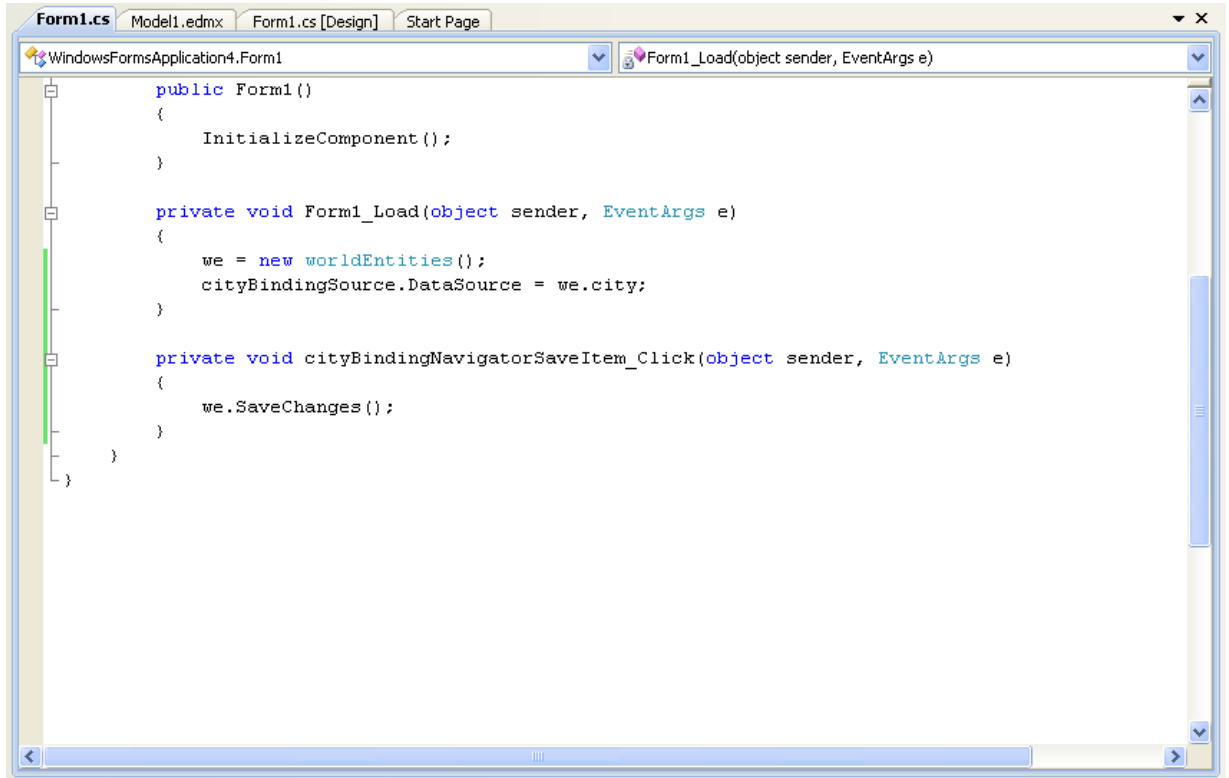 Form1.cs Model1.edmx Form1.cs [Design] Start Page
WindowsFormsApplication4.Form1 Form1_Load(object sender, EventArgs e)
public Form1()
{
InitializeComponent();
}
private void Form1_Load(object sender, EventArgs e)
{
we = new worldEntities();
cityBindingSource.DataSource = we.city;
}
private void cityBindingNavigatorSaveItem_Click(object sender, EventArgs e)
{
we.SaveChanges();
}
}
}